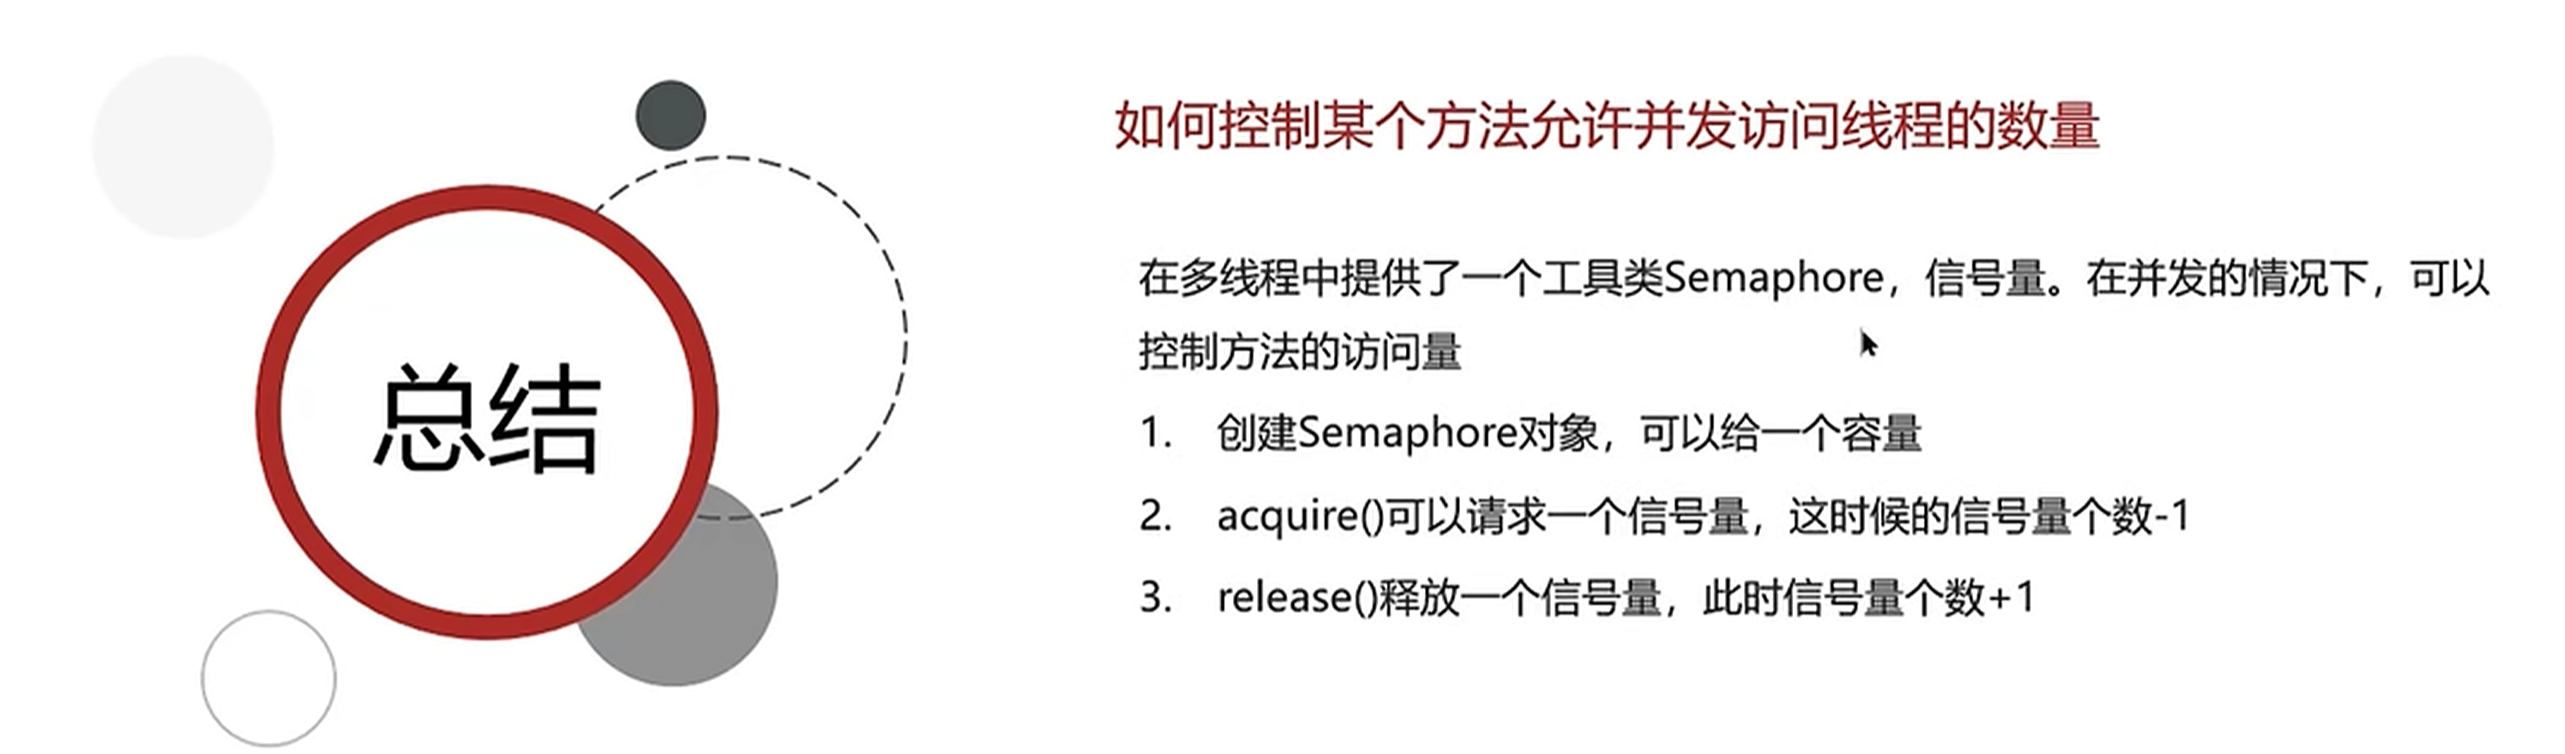 总结
如何控制某个方法允许并发访问线程的数量
在多线程中提供了一个工具类Semaphore，信号量。在并发的情况下，可以
控制方法的访问量
1. 创建Semaphore对象，可以给一个容量
2. acquire()可以请求一个信号量，这时候的信号量个数-1
3. release()释放一个信号量，此时信号量个数+1